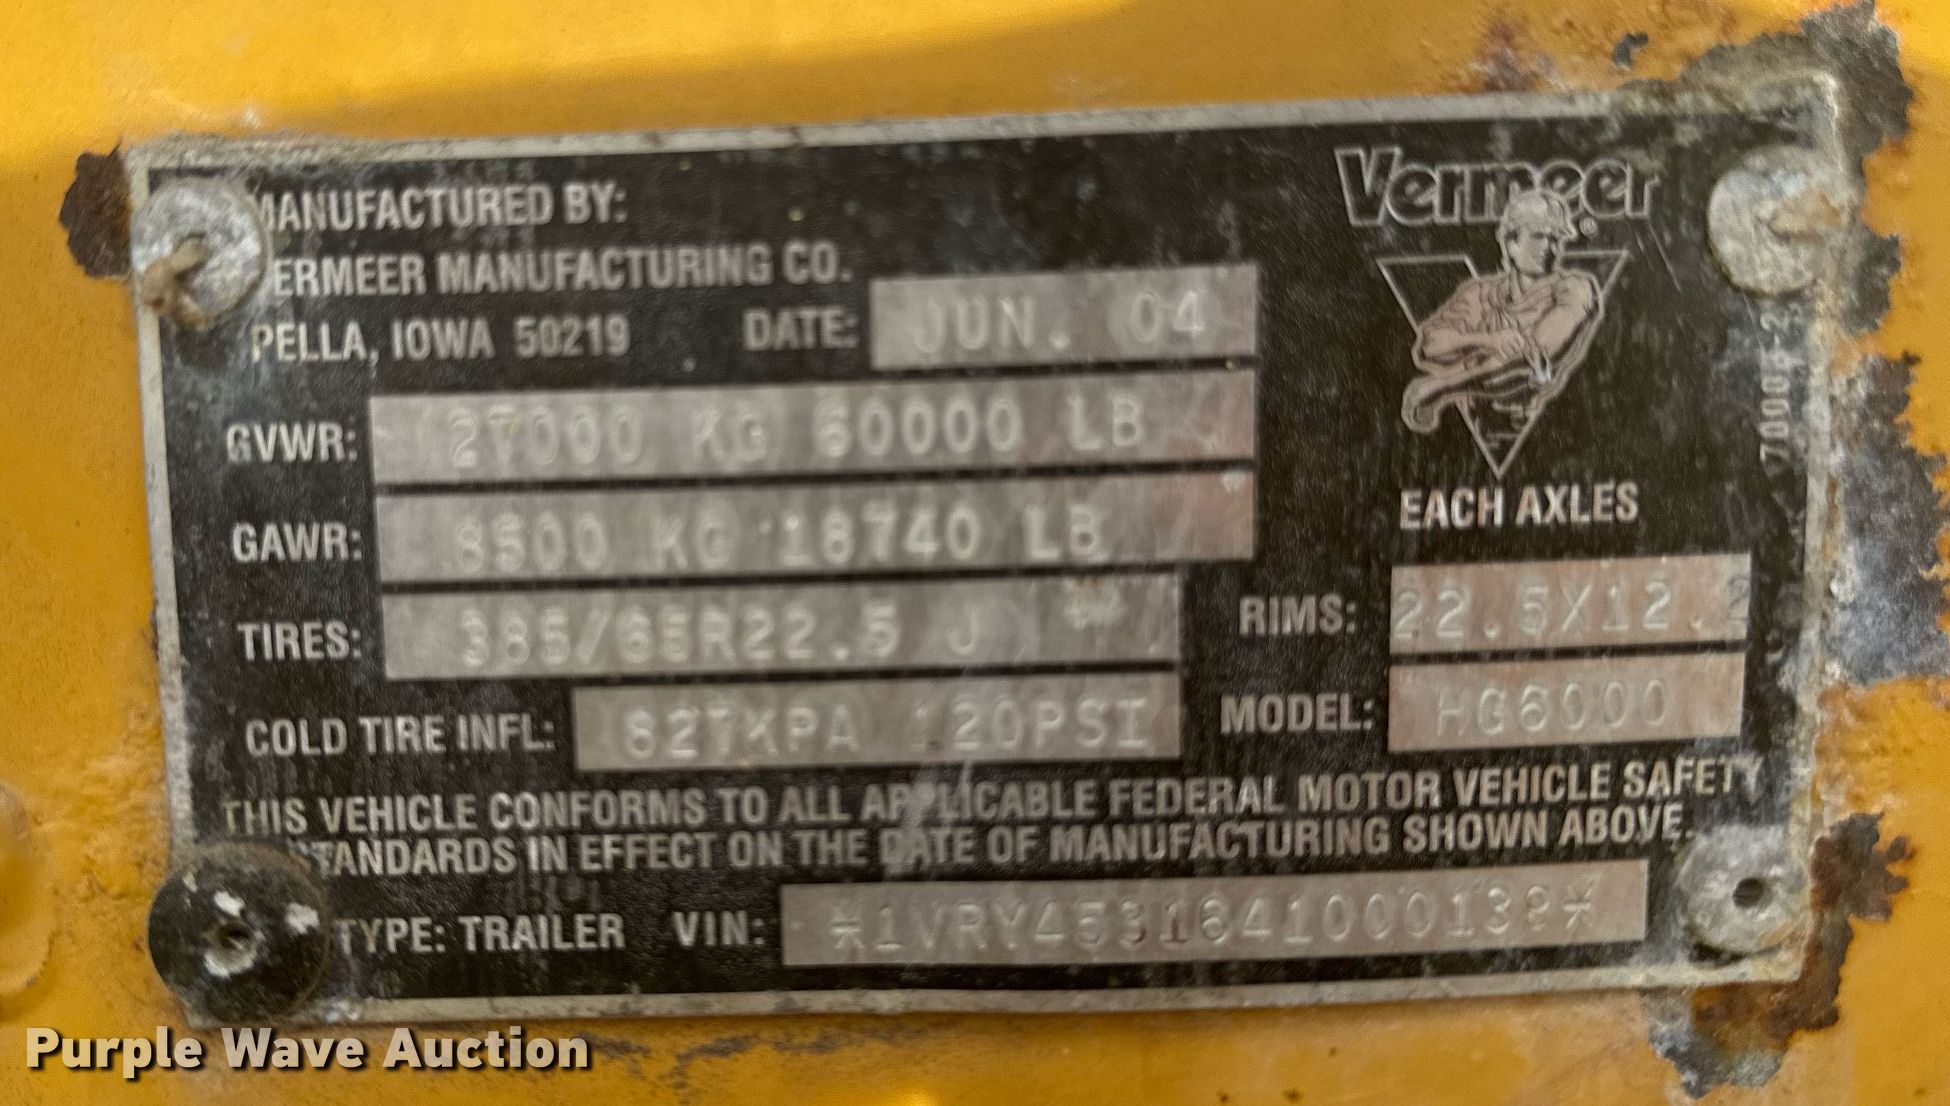 MANUFACTURED BY:
ERMEER MANUFACTURING CO.
PELLA, IOWA 50219 DATE: JUN. 04
Vermeer®
GVWR: 27000 KG 60000 LB
GAWR: 8500 KG 18740 LB
EACH AXLES
TIRES: 385/65R22.5 J
RIMS: 22.5X12.2
COLD TIRE INFL: 827KPA 120PSI
MODEL: HG6000
THIS VEHICLE CONFORMS TO ALL APPLICABLE FEDERAL MOTOR VEHICLE SAFETY
STANDARDS IN EFFECT ON THE DATE OF MANUFACTURING SHOWN ABOVE.
TYPE: TRAILER VIN:
Purple Wave Auction